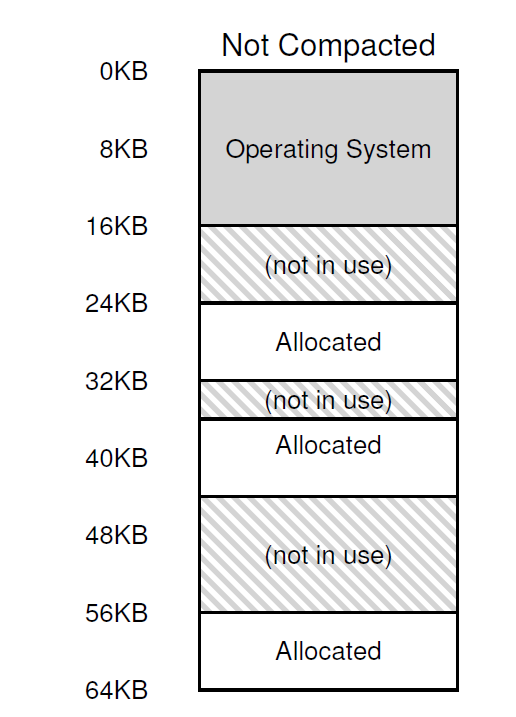 Not Compacted
0KB
8KB
Operating System
16KB
(not in use)
24KB
Allocated
32KB
(not in use)
Allocated
40KB
48KB
(not in use)
56KB
Allocated
64KB